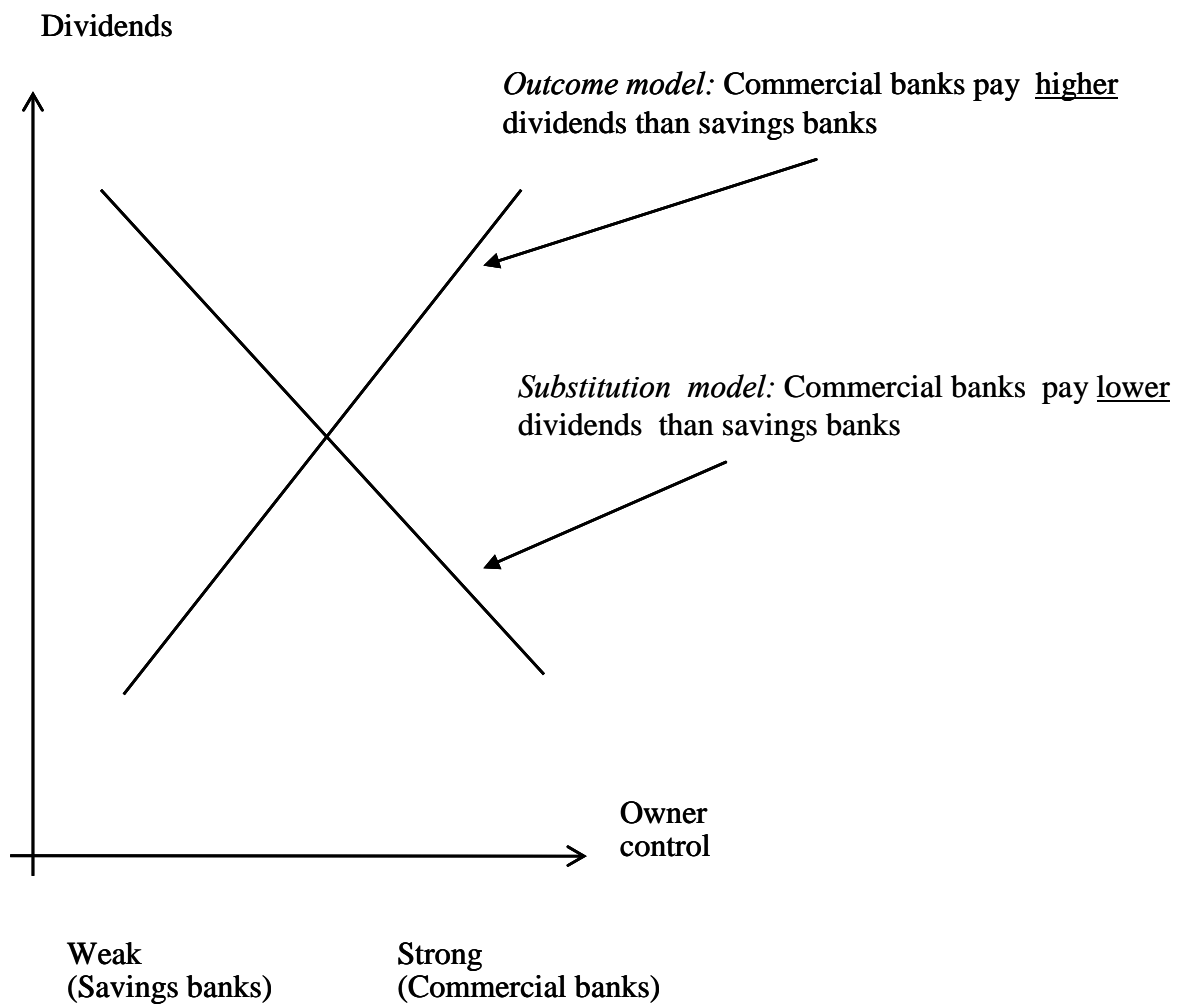 Dividends
Outcome model: Commercial banks pay higher
dividends than savings banks
Substitution model: Commercial banks pay lower
dividends than savings banks
Owner
control
Weak
(Savings banks)
Strong
(Commercial banks)